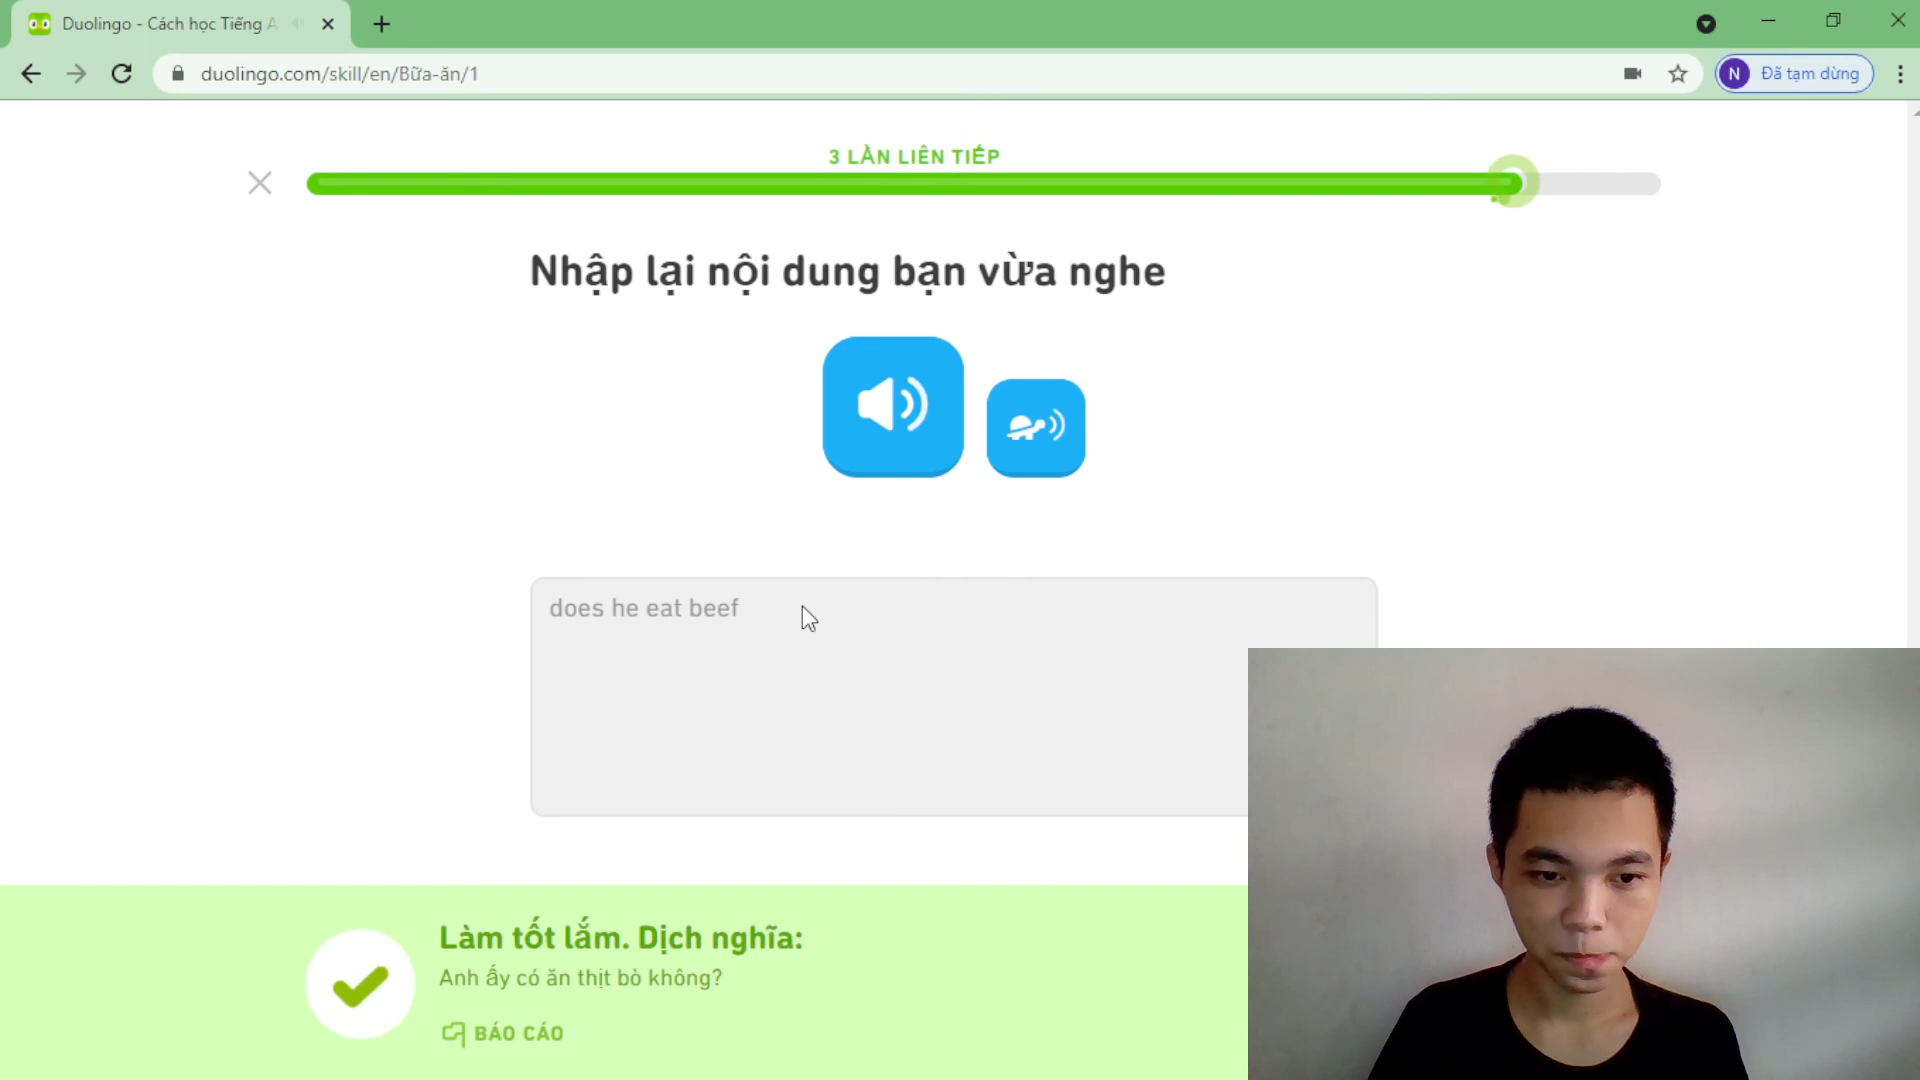 Duolingo - Cách học Tiếng A
duolingo.com/skill/en/Bữa-ăn/1
N Đã tạm dừng
3 LẦN LIÊN TIẾP
Nhập lại nội dung bạn vừa nghe
does he eat beef
Làm tốt lắm. Dịch nghĩa:
Anh ấy có ăn thịt bò không?
BÁO CÁO